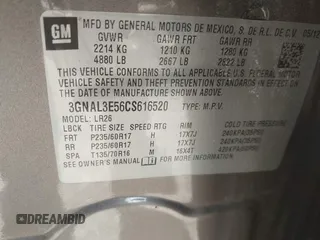 GM
MFD BY GENERAL MOTORS DE MEXICO, S. DE R.L. DE C.V.
GVWR GAWR FRT GAWR RR
2214 KG 1210 KG 1280 KG
4880 LB 2667 LB 2822 LB
THIS VEHICLE CONFORMS TO ALL APPLICABLE U.S. FEDERAL MOTOR
VEHICLE SAFETY AND THEFT PREVENTION STANDARDS
IN EFFECT ON THE DATE OF MANUFACTURE SHOWN ABOVE.
3GNAL3E56CS616520 TYPE: M.P.V.
MODEL: LR26
LBCK TIRE SIZE SPEED RTG RIM COLD TIRE PRESSURE
FRT P235/60R17 H 17X7J
RR P235/60R17 H 17X7J
SPA T135/70R16 M 16X4T
SEE OWNER'S MANUAL
DREAMBID